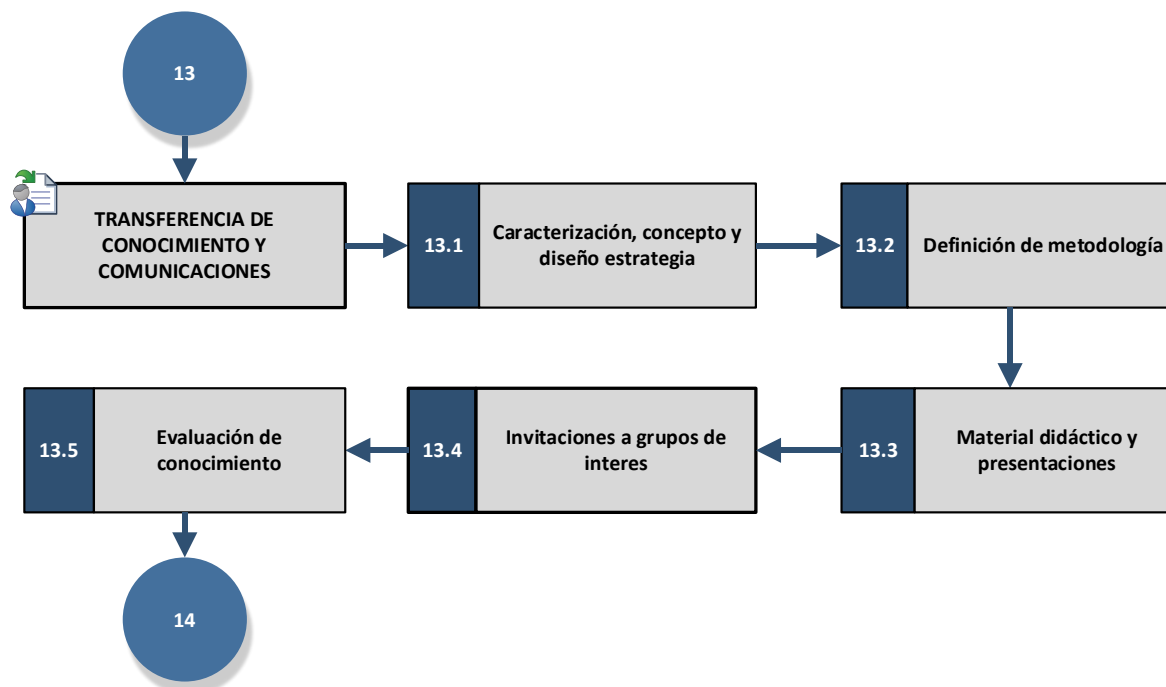 13
TRANSFERENCIA DE
CONOCIMIENTO Y
COMUNICACIONES
13.1
Caracterización, concepto y
diseño estrategia
13.2
Definición de metodología
13.3
Material didáctico y
presentaciones
13.4
Invitaciones a grupos de
interes
13.5
Evaluación de
conocimiento
14